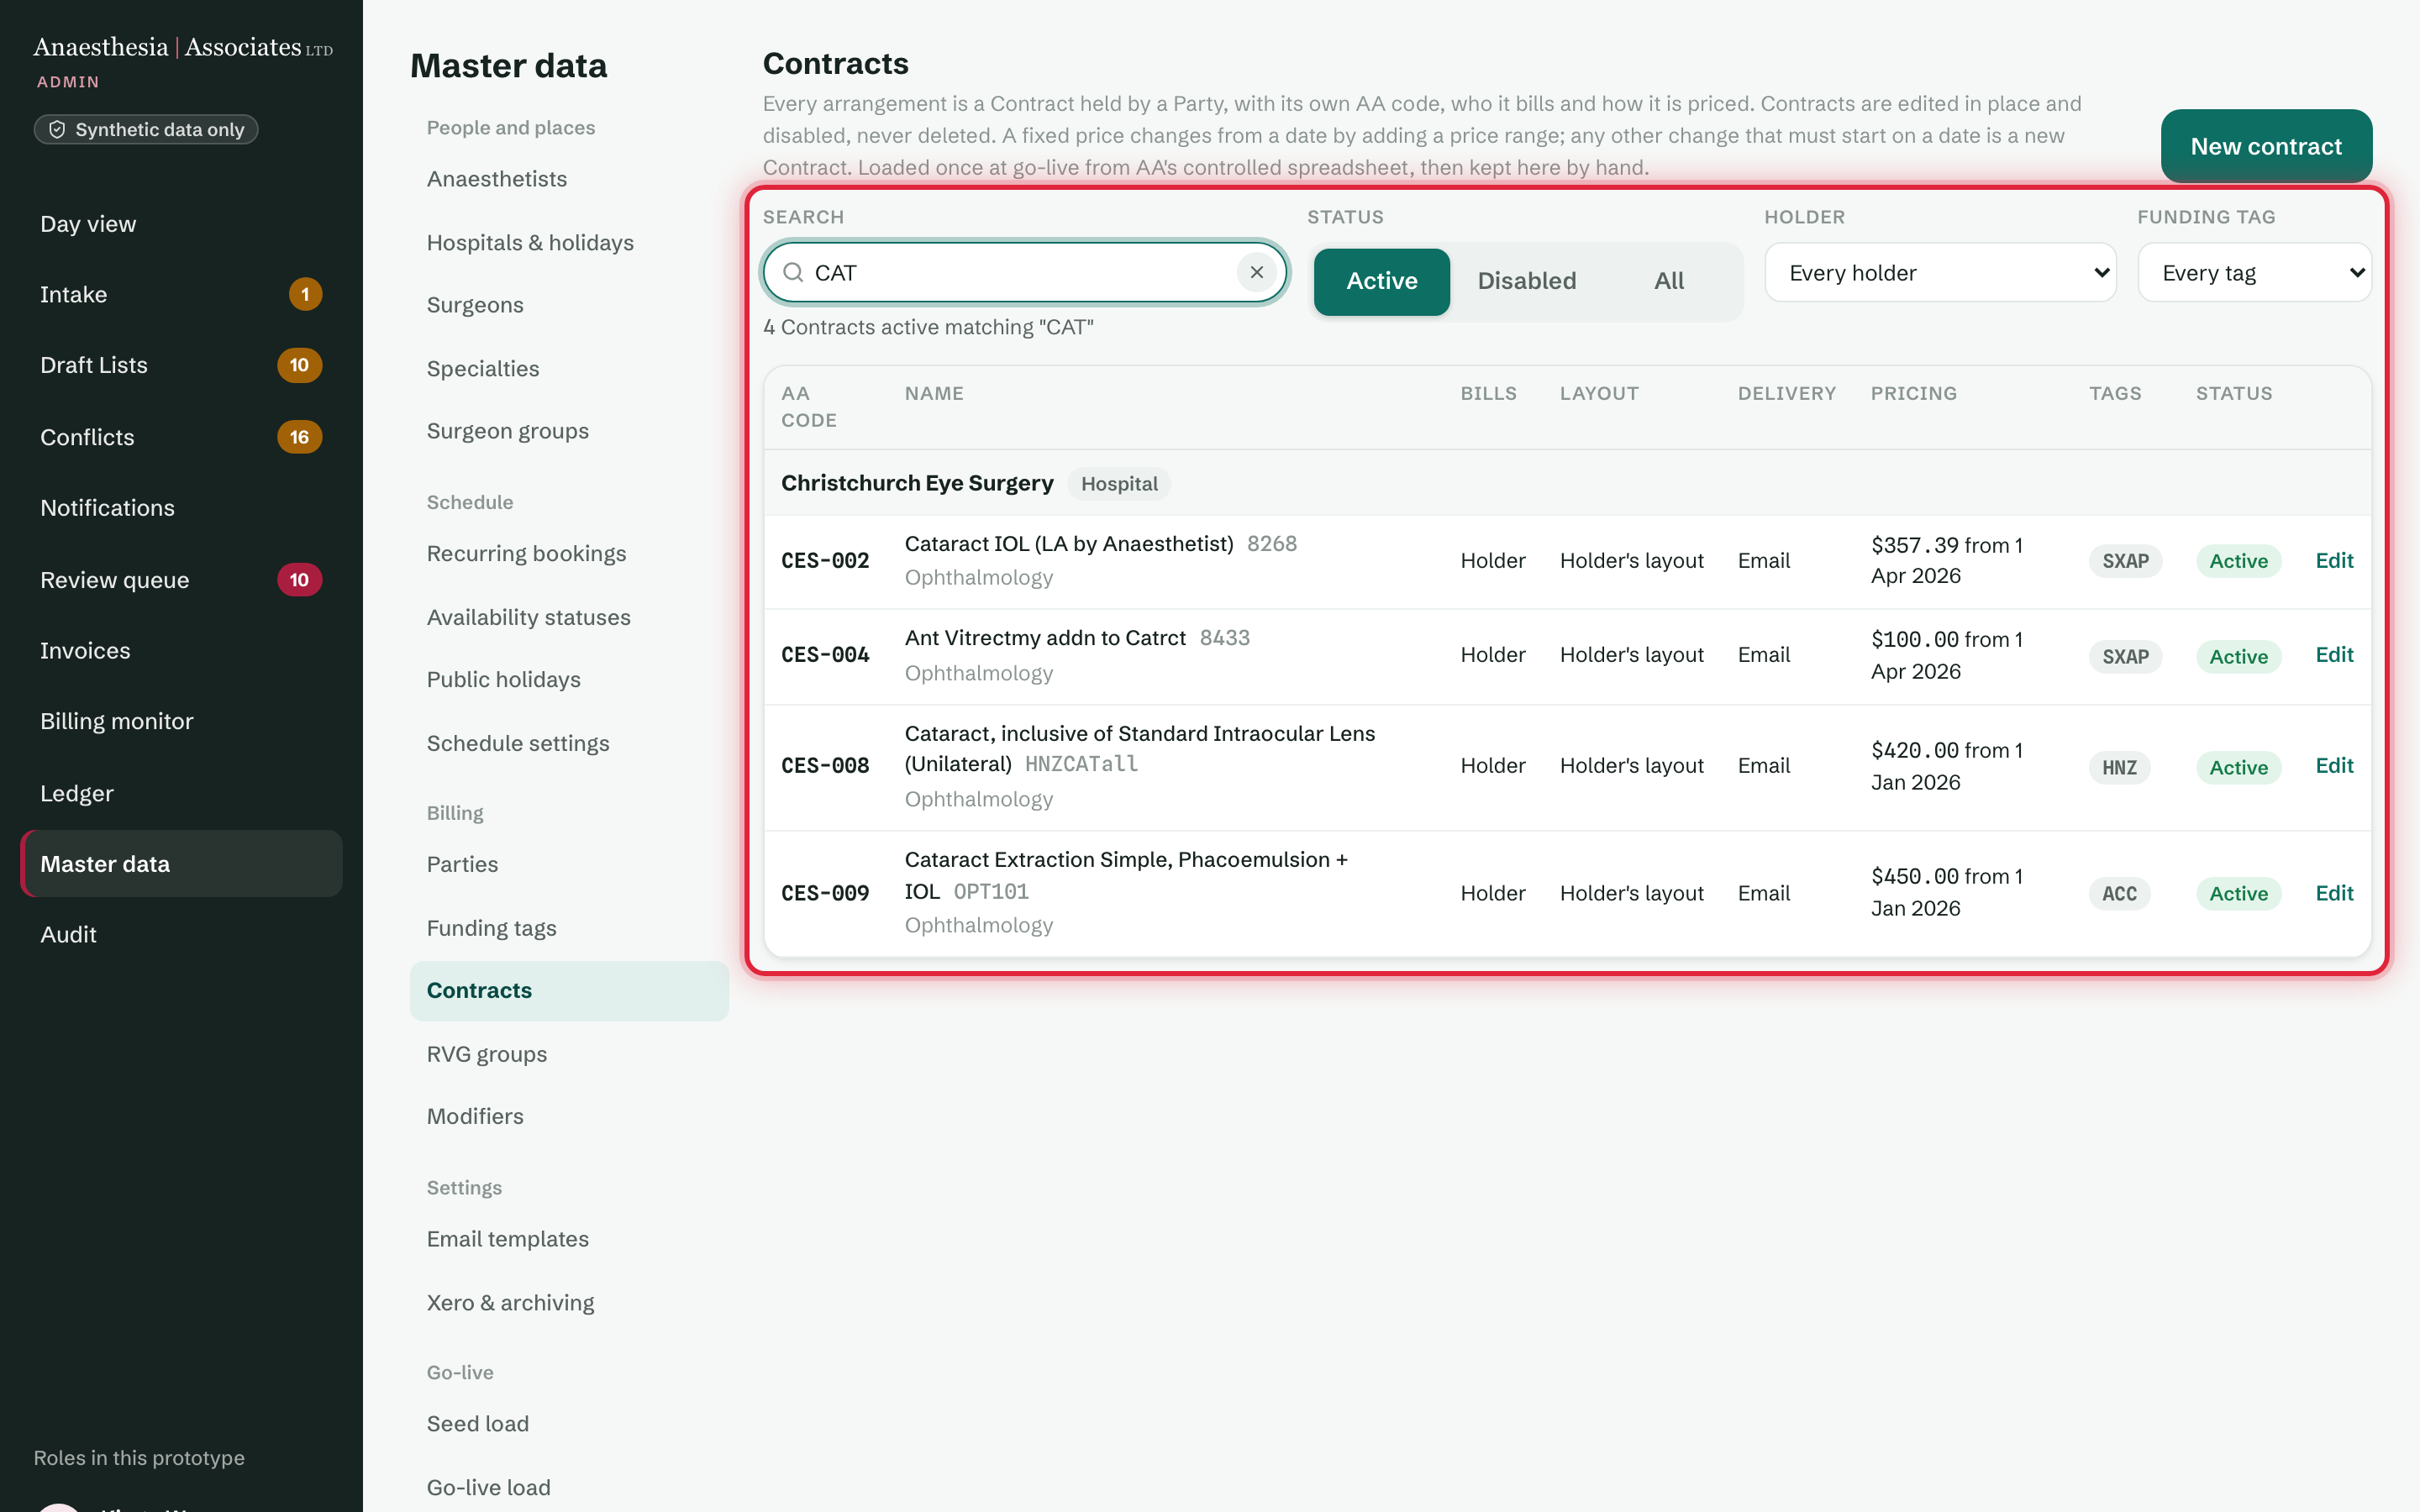 Anaesthesia | Associates LTD
ADMIN
Synthetic data only
Day view
Intake 1
Draft Lists 10
Conflicts 16
Notifications
Review queue 10
Invoices
Billing monitor
Ledger
Master data
Audit
Roles in this prototype
Master data
People and places
Anaesthetists
Hospitals & holidays
Surgeons
Specialties
Surgeon groups
Schedule
Recurring bookings
Availability statuses
Public holidays
Schedule settings
Billing
Parties
Funding tags
Contracts
RVG groups
Modifiers
Settings
Email templates
Xero & archiving
Go-live
Seed load
Go-live load
Contracts
Every arrangement is a Contract held by a Party, with its own AA code, who it bills and how it is priced. Contracts are edited in place and
disabled, never deleted. A fixed price changes from a date by adding a price range; any other change that must start on a date is a new
Contract. Loaded once at go-live from AA's controlled spreadsheet, then kept here by hand.
New contract
SEARCH STATUS HOLDER FUNDING TAG
CAT Active Disabled All Every holder Every tag
4 Contracts active matching "CAT"
AA NAME BILLS LAYOUT DELIVERY PRICING TAGS STATUS
CODE
Christchurch Eye Surgery Hospital
Cataract IOL (LA by Anaesthetist) 8268 $357.39 from 1
CES-002 Holder Holder's layout Email SXAP Active Edit
Ophthalmology Apr 2026
Ant Vitrectmy addn to Catrct 8433 $100.00 from 1
CES-004 Holder Holder's layout Email SXAP Active Edit
Ophthalmology Apr 2026
Cataract, inclusive of Standard Intraocular Lens $420.00 from 1
CES-008 (Unilateral) HNZCATall Holder Holder's layout Email HNZ Active Edit
Ophthalmology Jan 2026
Cataract Extraction Simple, Phacoemulsion + $450.00 from 1
CES-009 IOL OPT101 Holder Holder's layout Email ACC Active Edit
Ophthalmology Jan 2026